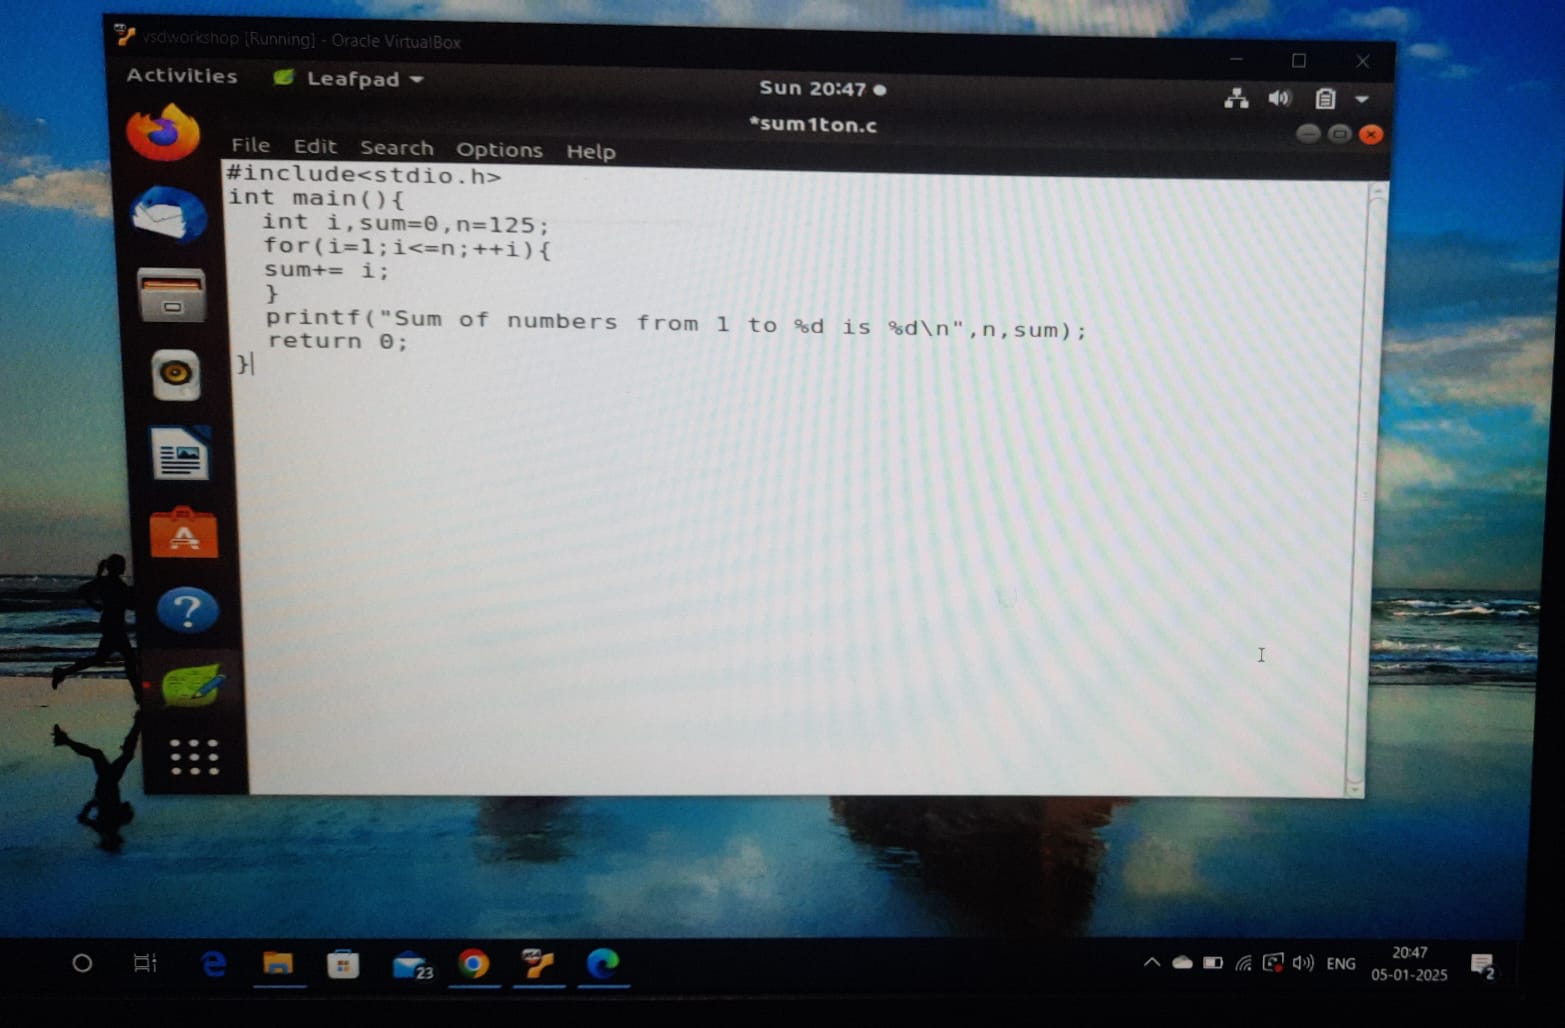 vsdworkshop [Running] - Oracle VirtualBox
Activities Leafpad Sun 20:47
*sum1ton.c
File Edit Search Options Help
#include<stdio.h>
int main(){
  int i,sum=0,n=125;
  for(i=1;i<=n;++i){
  sum+= i;
  }
  printf("Sum of numbers from 1 to %d is %d\n",n,sum);
  return 0;
}
23
ENG
20:47
05-01-2025
2